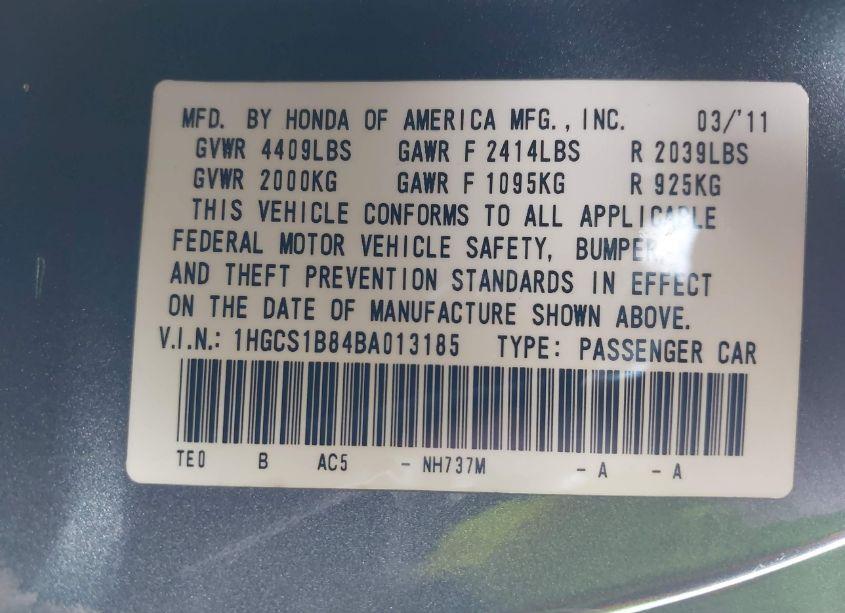 MFD. BY HONDA OF AMERICA MFG., INC. 03/'11
GVWR 4409LBS GAWR F 2414LBS R 2039LBS
GVWR 2000KG GAWR F 1095KG R 925KG
THIS VEHICLE CONFORMS TO ALL APPLICABLE
FEDERAL MOTOR VEHICLE SAFETY, BUMPER,
AND THEFT PREVENTION STANDARDS IN EFFECT
ON THE DATE OF MANUFACTURE SHOWN ABOVE.
V.I.N.: 1HGCS1B84BA013185 TYPE: PASSENGER CAR
TE0 B AC5 - NH737M - A - A